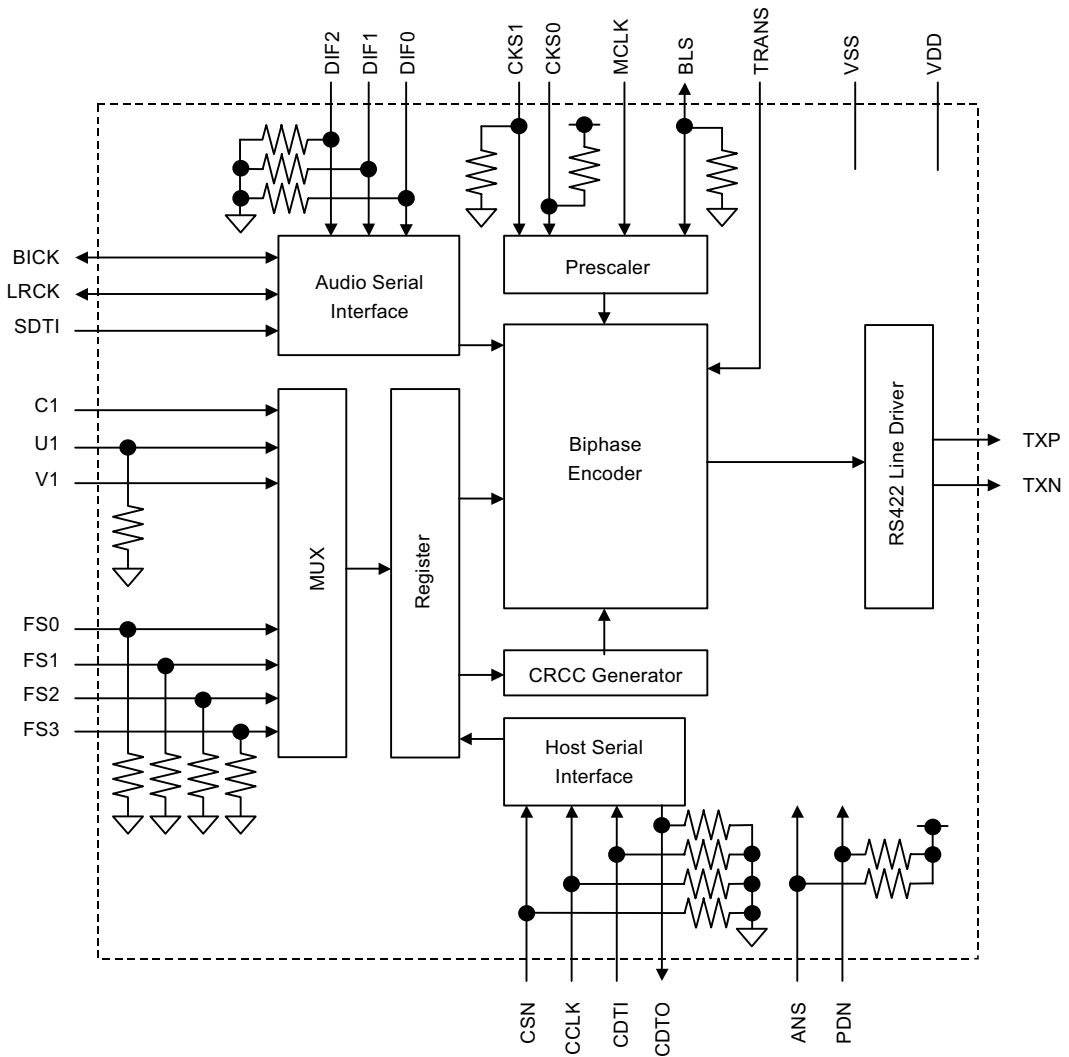 DIF2
DIF1
DIF0
CKS1
CKS0
MCLK
BLS
TRANS
VSS
VDD
BICK
LRCK
SDTI
Audio Serial
Interface
Prescaler
C1
U1
V1
MUX
Register
Biphase
Encoder
RS422 Line Driver
TXP
TXN
FS0
FS1
FS2
FS3
CRCC Generator
Host Serial
Interface
CSN
CCLK
CDTI
CDTO
ANS
PDN